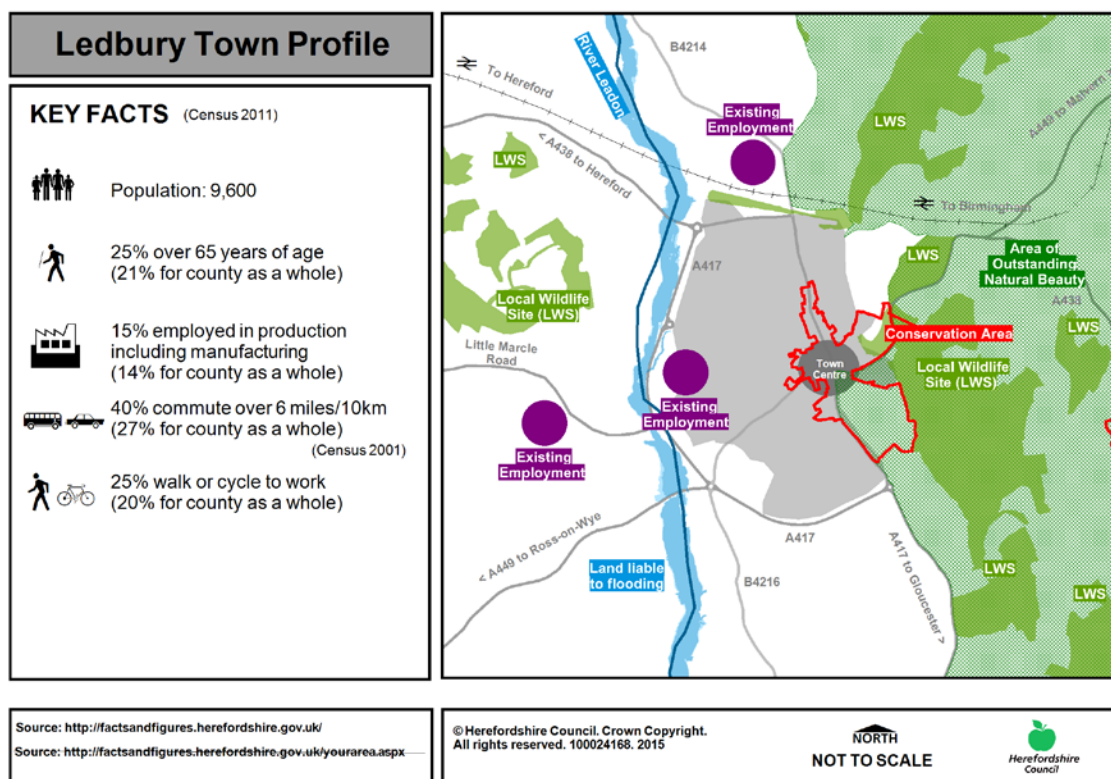 Ledbury Town Profile
KEY FACTS (Census 2011)
Population: 9,600
25% over 65 years of age
(21% for county as a whole)
15% employed in production
including manufacturing
(14% for county as a whole)
40% commute over 6 miles/10km
(27% for county as a whole)
(Census 2001)
25% walk or cycle to work
(20% for county as a whole)
River Leadon
B4214
To Hereford
< A438 to Hereford
Existing
Employment
LWS
LWS
A449 to Malvern >
To Birmingham
A417
LWS
Area of
Outstanding
Natural Beauty
A438
Local Wildlife
Site (LWS)
Conservation Area
LWS
Little Marcle
Road
Town
Centre
Local Wildlife
Site (LWS)
Existing
Employment
Existing
Employment
< A449 to Ross-on-Wye
A417
A417 to Gloucester >
Land liable
to flooding
B4216
LWS
LWS
Source: http://factsandfigures.herefordshire.gov.uk/
Source: http://factsandfigures.herefordshire.gov.uk/yourarea.aspx
© Herefordshire Council. Crown Copyright.
All rights reserved. 100024168. 2015
NORTH
NOT TO SCALE
Herefordshire
Council